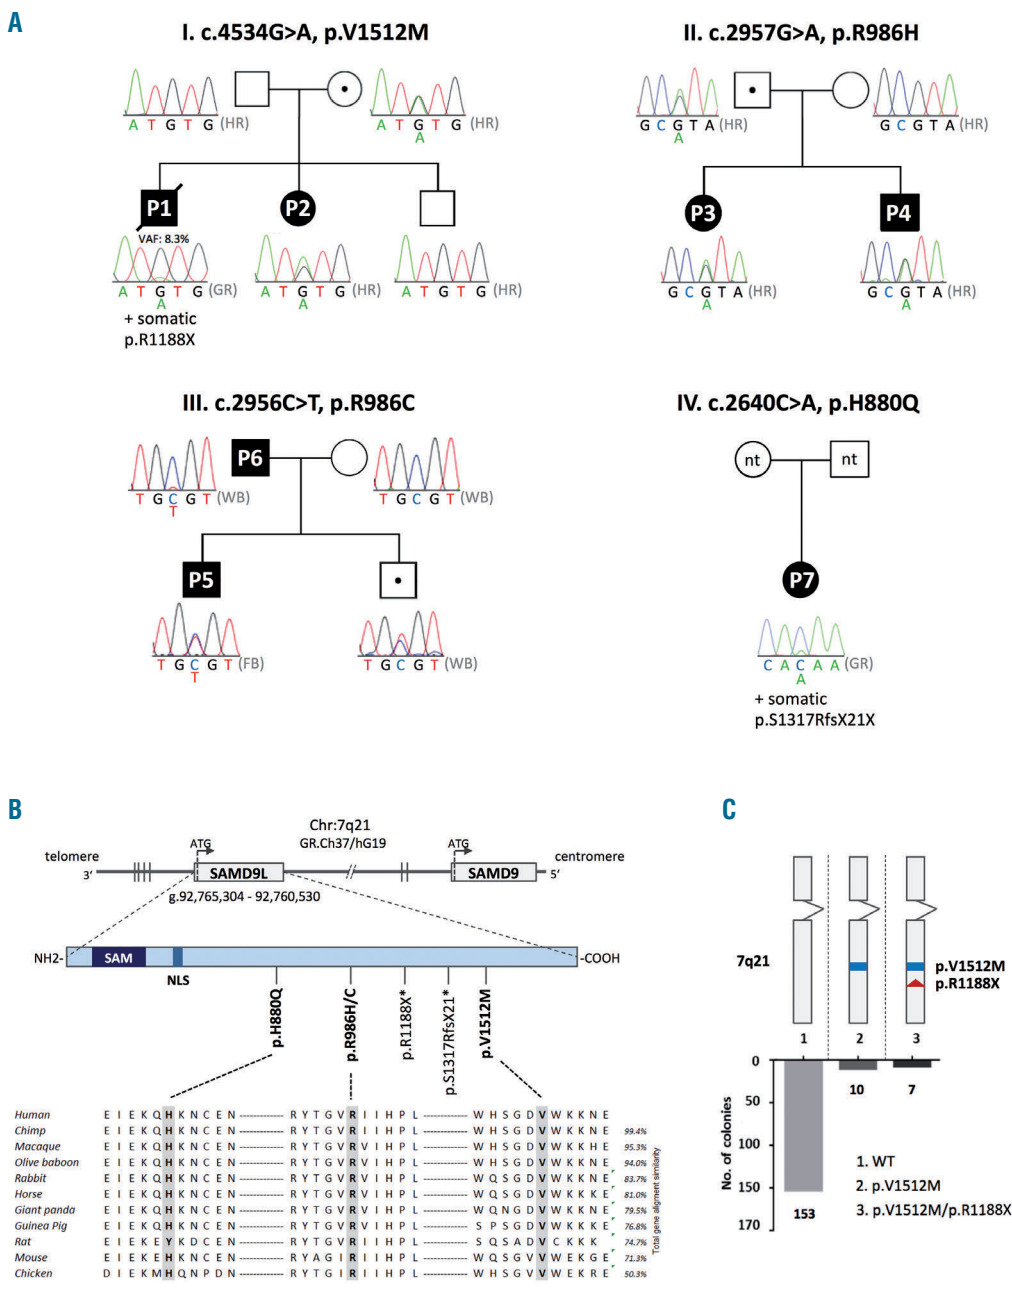 A
I. c.4534G>A, p.V1512M
II. c.2957G>A, p.R986H
A T G T G (HR)
A T G T G (HR)
A
G C G T A (HR)
A
G C G T A (HR)
P1
P2
P3
P4
VAF: 8.3%
A T G T G (GR)
A
A T G T G (HR)
A
A T G T G (HR)
G C G T A (HR)
A
G C G T A (HR)
A
+ somatic
p.R1188X
III. c.2956C>T, p.R986C
IV. c.2640C>A, p.H880Q
P6
nt
nt
T G C G T (WB)
T
T G C G T (WB)
P5
P7
T G C G T (FB)
T
T G C G T (WB)
C A C A A (GR)
A
+ somatic
p.S1317RfsX21X
B
Chr:7q21
GR.Ch37/hG19
telomere
3'
ATG
SAMD9L
ATG
SAMD9
centromere
5'
g.92,765,304 - 92,760,530
NH2-
SAM
-COOH
NLS
p.H880Q
p.R986H/C
p.R1188X*
p.S1317RfsX21*
p.V1512M
Human E I E K Q H K N C E N R Y T G V R I I H P L W H S G D V W K K N E
Chimp E I E K Q H K N C E N R Y T G V R I I H P L W H S G D V W K K N E 99.4%
Macaque E I E K Q H K N C E N R Y T G V R V I H P L W H S G D V W K K N E 95.3%
Olive baboon E I E K Q H K N C E N R Y T G V R V I H P L W H S G D V W K K N E 94.0%
Rabbit E I E K E H K N C E N R Y T G V R V I H P L W Q S G D V W K K N E 83.7%
Horse E I E K Q H K N C E N R Y T G V R I I H P L W Q S G D V W K K K E 81.0%
Giant panda E I E K Q H K N C E N R Y T G V R I I H P L W Q N G D V W K K N E 79.5%
Guinea Pig E I E K E H K N C E N R Y T G V R V I H P L S P S G D V W K K K E 76.8%
Rat E I E K E Y K D C E N R Y T G I R I I H P L S Q S A D V C K K K 74.7%
Mouse E I E K E H K N C E N R Y A G I R I I H P L W Q S G V V W E K G E 71.3%
Chicken D I E K M H Q N P D N R Y T G I R I I H P L W H S G V V W E K R E 50.3%
Total gene aligment similarity
C
7q21
p.V1512M
p.R1188X
1
2
3
No. of colonies
0
50
100
150
170
153
10
7
1. WT
2. p.V1512M
3. p.V1512M/p.R1188X